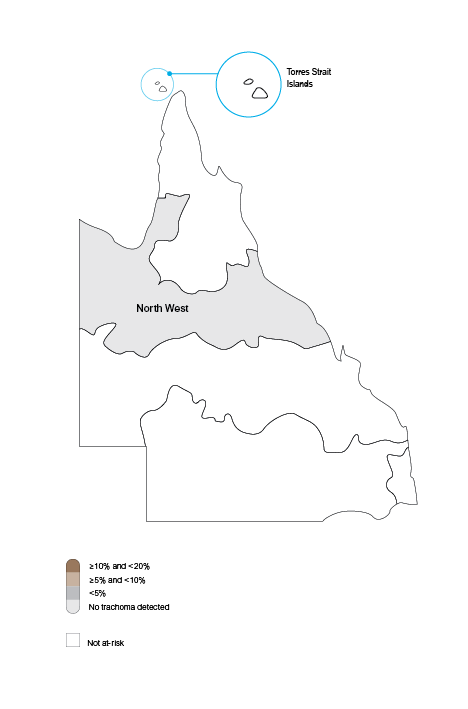 Torres Strait
Islands
North West
≥10% and <20%
≥5% and <10%
<5%
No trachoma detected
Not at-risk